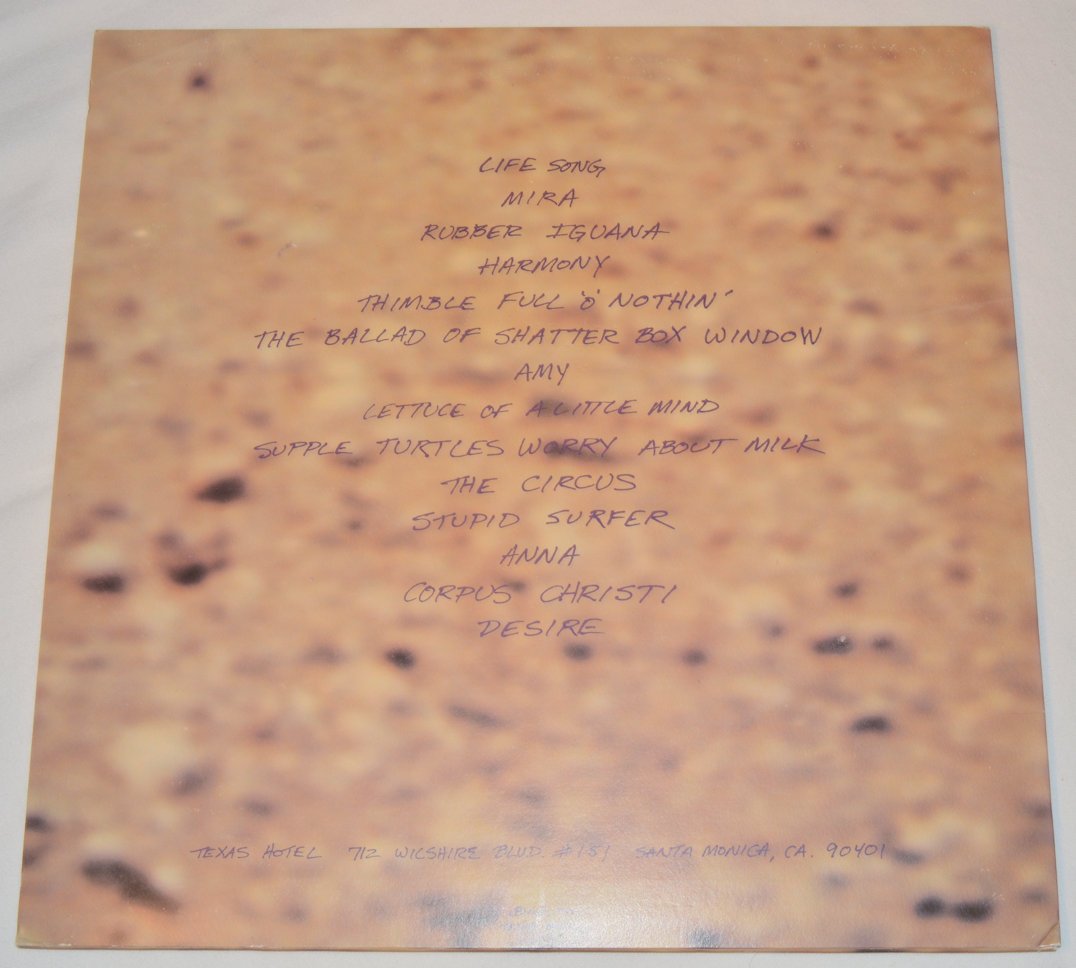 LIFE SONG
MIRA
RUBBER IGUANA
HARMONY
THIMBLE FULL 'O' NOTHIN'
THE BALLAD OF SHATTER BOX WINDOW
AMY
LETTUCE OF A LITTLE MIND
SUPPLE TURTLES WORRY ABOUT MILK
THE CIRCUS
STUPID SURFER
ANNA
CORPUS CHRISTI
DESIRE
TEXAS HOTEL 712 WILSHIRE BLVD. #151 SANTA MONICA, CA. 90401